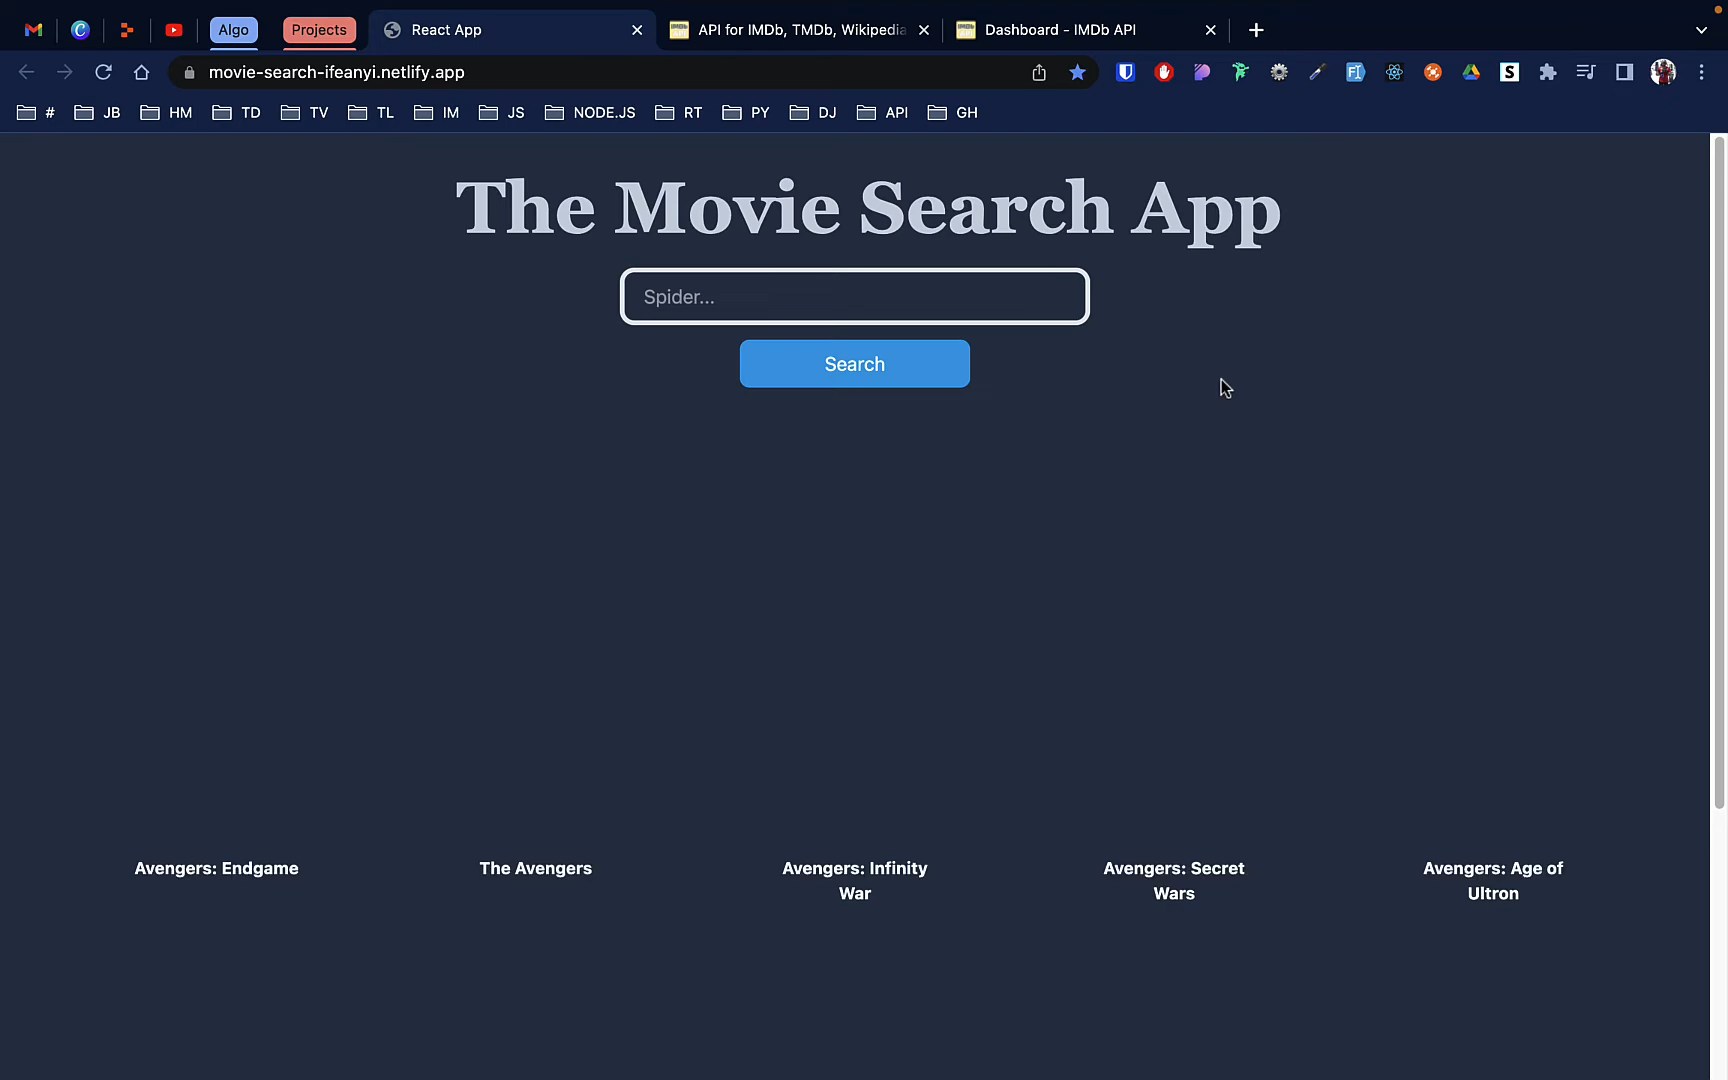 Algo
Projects
React App
API for IMDb, TMDb, Wikipedia
Dashboard - IMDb API
movie-search-ifeanyi.netlify.app
# JB HM TD TV TL IM JS NODE.JS RT PY DJ API GH
The Movie Search App
Spider...
Search
Avengers: Endgame
The Avengers
Avengers: Infinity
War
Avengers: Secret
Wars
Avengers: Age of
Ultron